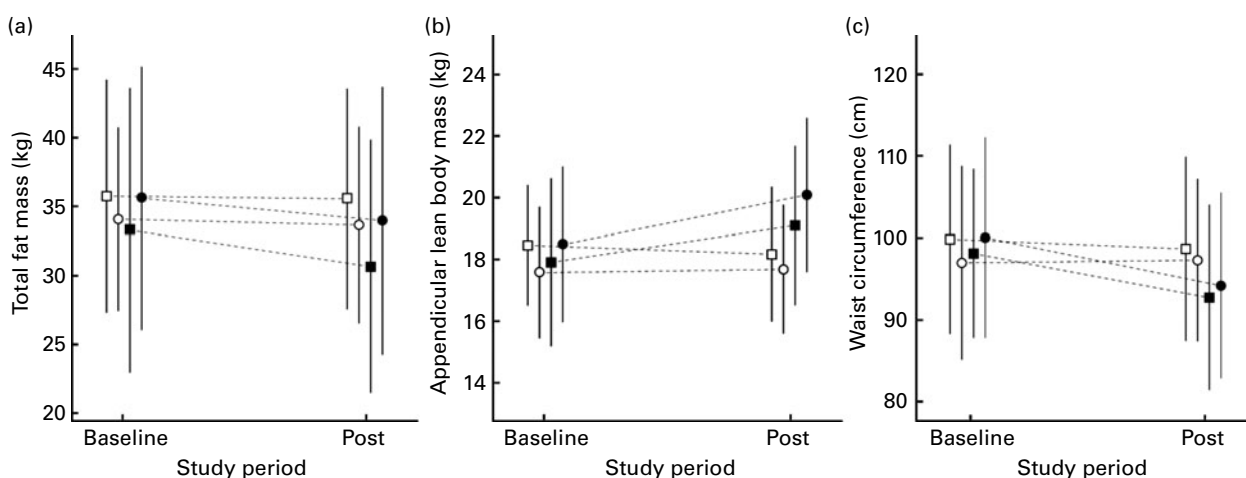 (a)
Total fat mass (kg)
45
40
35
30
25
20
Baseline
Post
Study period
(b)
Appendicular lean body mass (kg)
24
22
20
18
16
14
Baseline
Post
Study period
(c)
Waist circumference (cm)
120
110
100
90
80
Baseline
Post
Study period